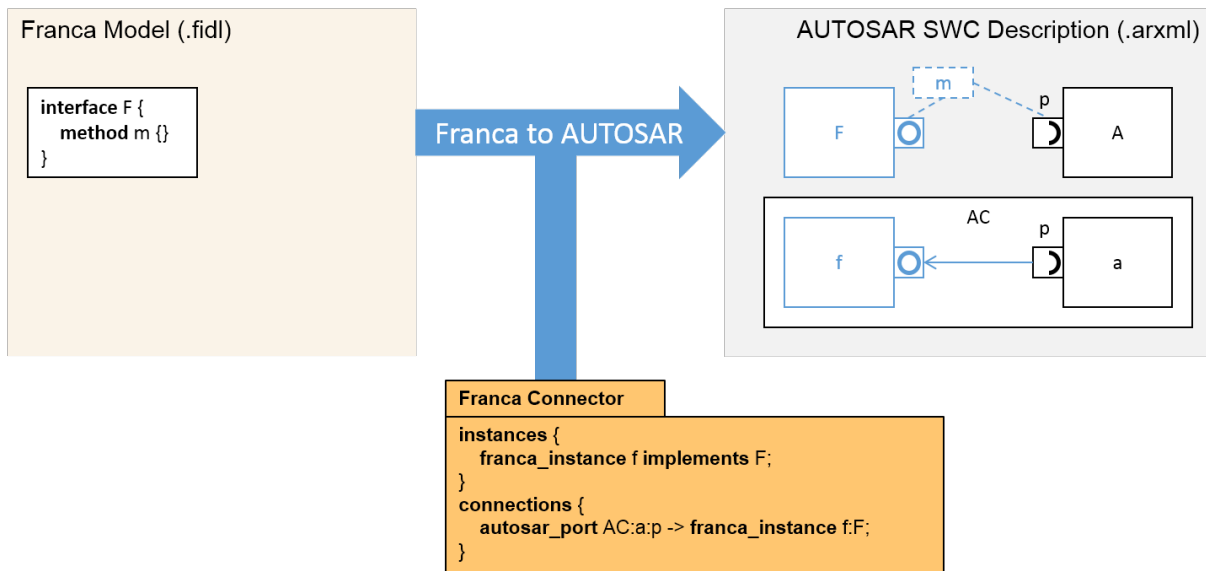 Franca Model (.fidl)
interface F {
method m {}
}
Franca to AUTOSAR
AUTOSAR SWC Description (.arxml)
m
F
p
A
AC
f
p
a
Franca Connector
instances {
franca_instance f implements F;
}
connections {
autosar_port AC:a:p -> franca_instance f:F;
}